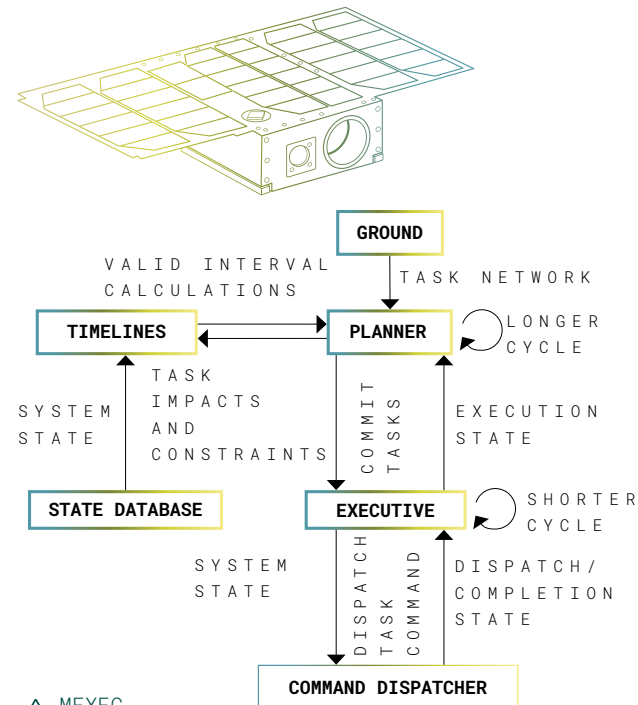 GROUND
VALID INTERVAL
CALCULATIONS
TASK NETWORK
TIMELINES
PLANNER
LONGER
CYCLE
SYSTEM
STATE
TASK
IMPACTS
AND
CONSTRAINTS
COMMIT
TASKS
EXECUTION
STATE
STATE DATABASE
EXECUTIVE
SHORTER
CYCLE
SYSTEM
STATE
DISPATCH
TASK
COMMAND
DISPATCH/
COMPLETION
STATE
COMMAND DISPATCHER
MEXEC